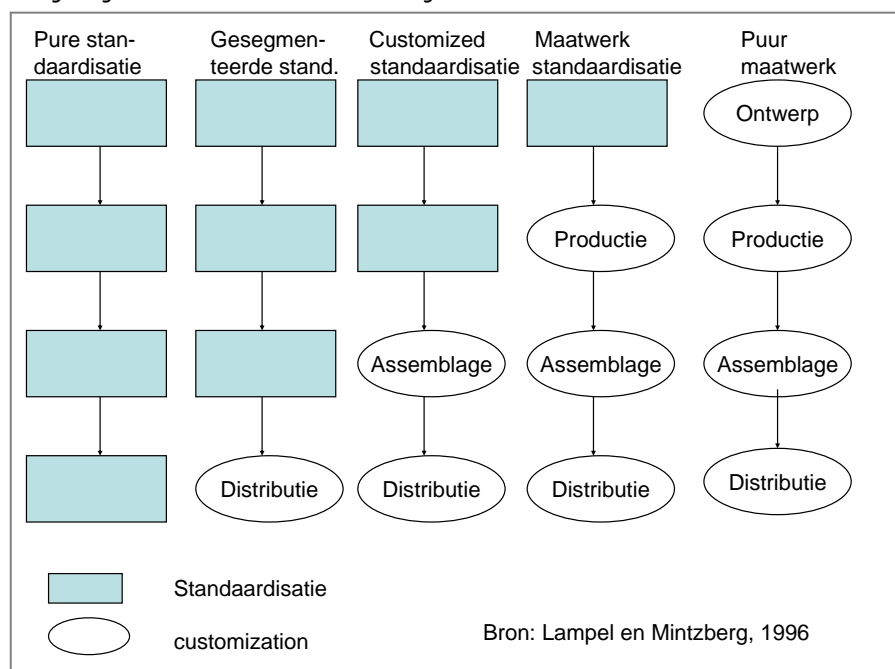 Pure stan-
daardisatie
Gesegmen-
teerde stand.
Customized
standaardisatie
Maatwerk
standaardisatie
Puur
maatwerk
Ontwerp
Productie
Productie
Assemblage
Assemblage
Assemblage
Distributie
Distributie
Distributie
Distributie
Standaardisatie
customization
Bron: Lampel en Mintzberg, 1996